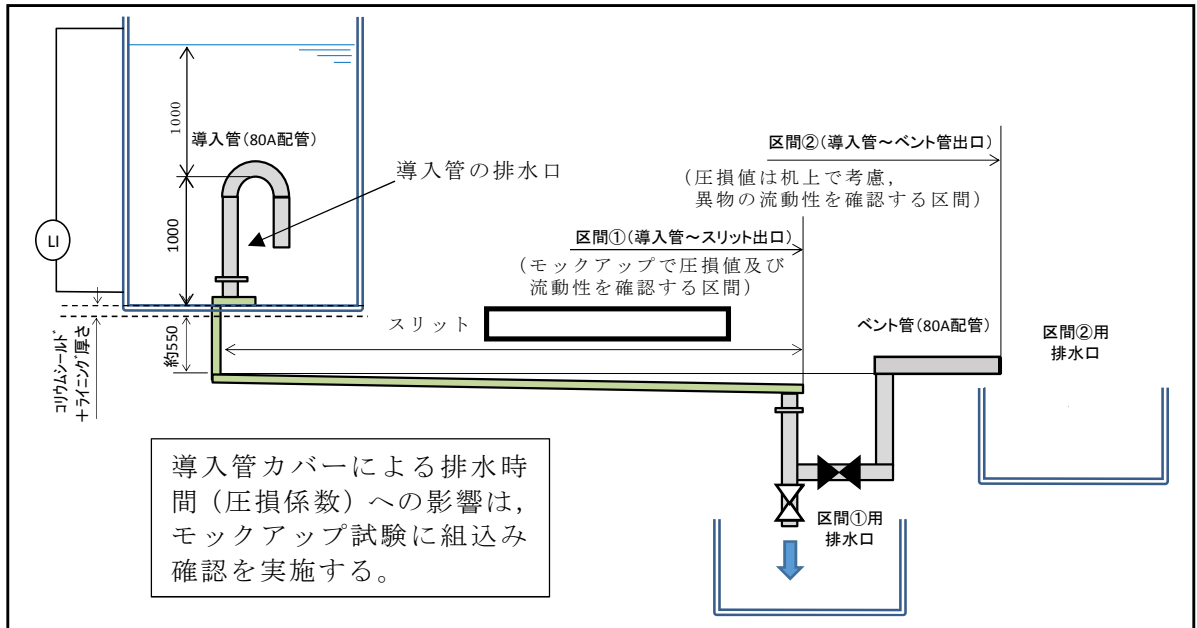 1000
導入管(80A配管)
導入管の排水口
区間②(導入管～ベント管出口)
(圧損値は机上で考慮,
異物の流動性を確認する区間)
LI
1000
区間①(導入管～スリット出口)
(モックアップで圧損値及び
流動性を確認する区間)
スリット
ベント管(80A配管)
区間②用
排水口
コリウムシールド
+ライニング厚さ
約550
導入管カバーによる排水時
間(圧損係数)への影響は,
モックアップ試験に組込み
確認を実施する。
区間①用
排水口